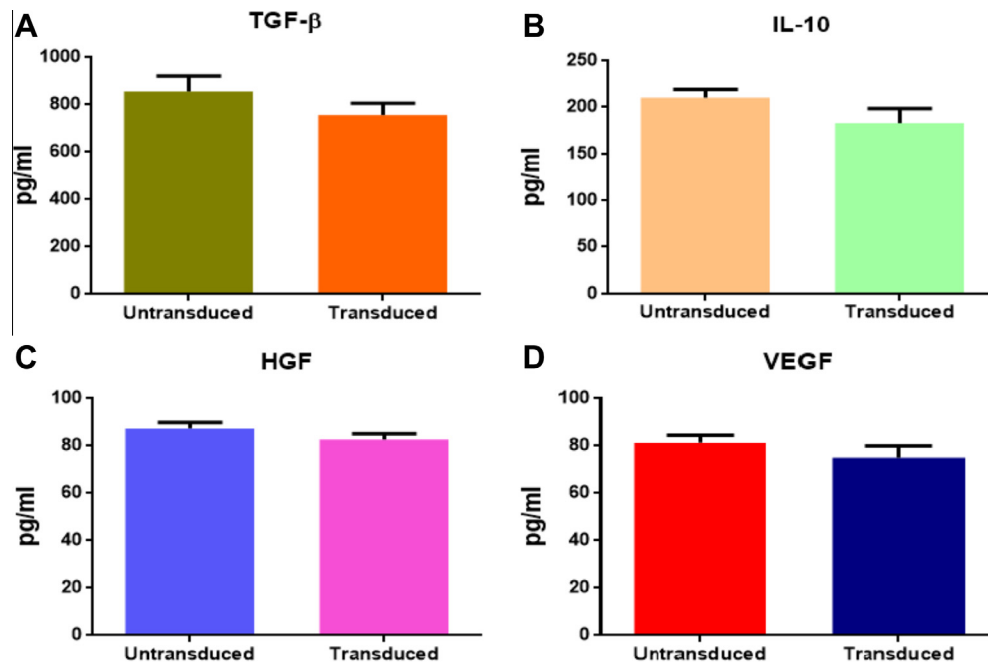 A
TGF-β
1000
800
600
400
200
0
pg/ml
Untransduced
Transduced
B
IL-10
250
200
150
100
50
0
pg/ml
Untransduced
Transduced
C
HGF
100
80
60
40
20
0
pg/ml
Untransduced
Transduced
D
VEGF
100
80
60
40
20
0
pg/ml
Untransduced
Transduced